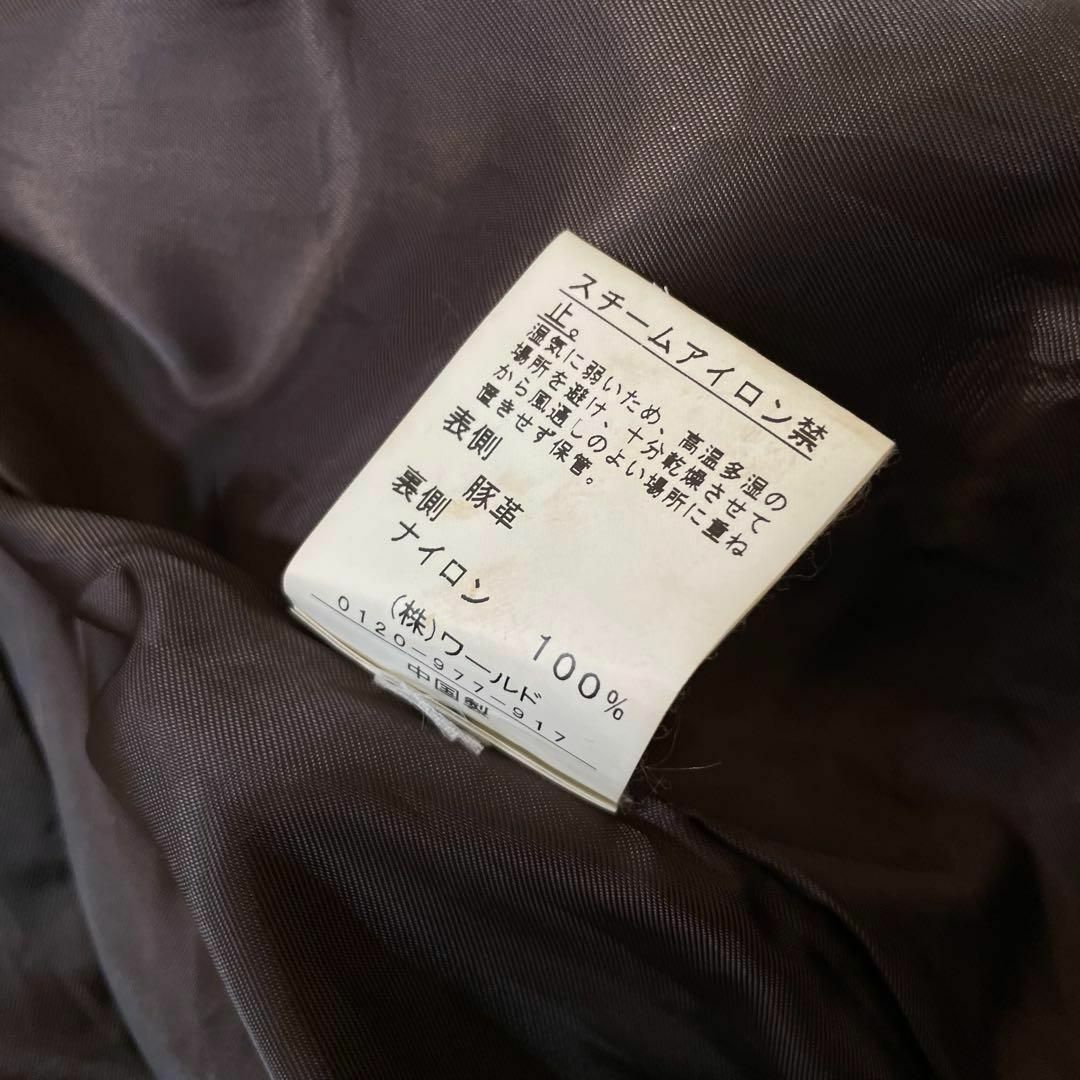 スチームアイロン禁
止。
湿気に弱いため、高温多湿の
場所を避け、十分乾燥させて
から風通しのよい場所に重ね
置きせず保管。
表側
豚革
裏側
ナイロン 100%
(株)ワールド
0120-977-917
中国製